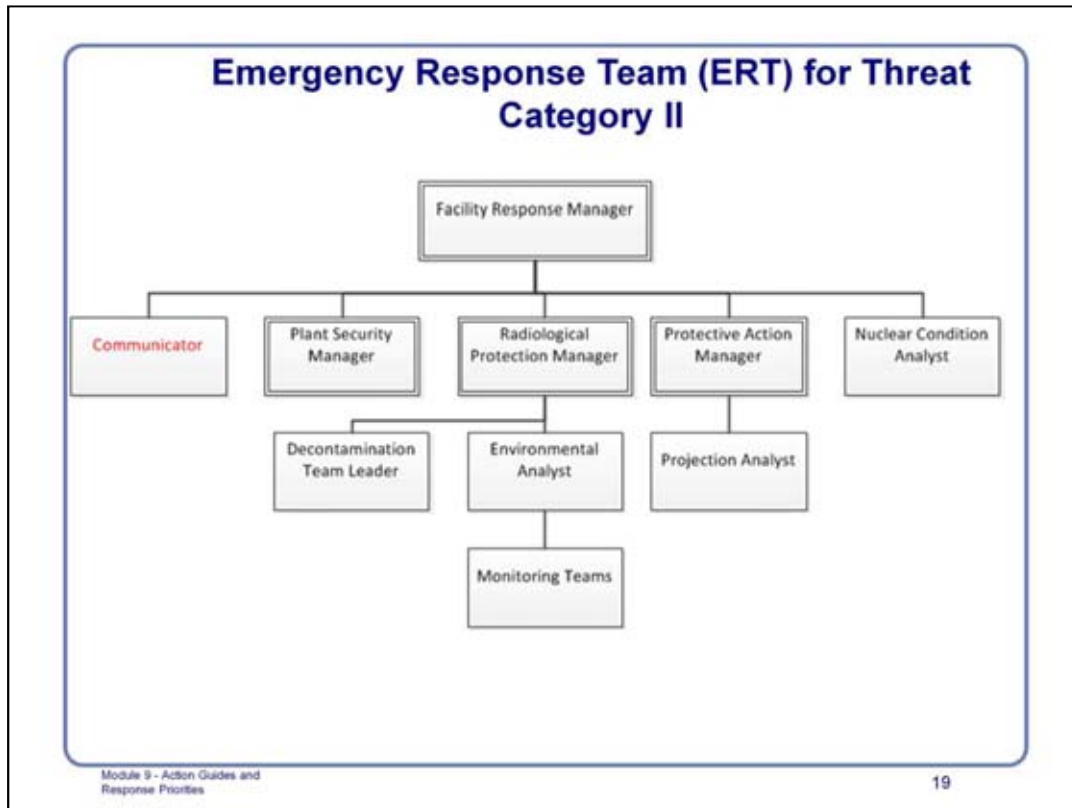 Emergency Response Team (ERT) for Threat
Category II
Facility Response Manager
Communicator
Plant Security
Manager
Radiological
Protection Manager
Protective Action
Manager
Nuclear Condition
Analyst
Decontamination
Team Leader
Environmental
Analyst
Projection Analyst
Monitoring Teams
Module 9 - Action Guides and
Response Priorities
19